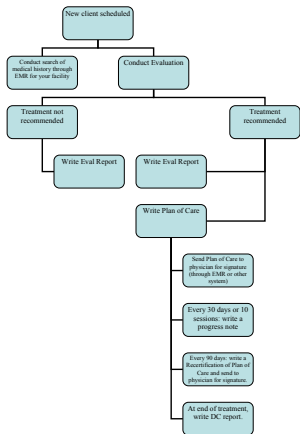 New client scheduled
Conduct search of
medical history through
EMR for your facility
Conduct Evaluation
Treatment not
recommended
Treatment
recommended
Write Eval Report
Write Eval Report
Write Plan of Care
Send Plan of Care to
physician for signature
(through EMR or other
system)
Every 30 days or 10
sessions: write a
progress note
Every 90 days: write a
Recertification of Plan of
Care and send to
physician for signature.
At end of treatment,
write DC report.